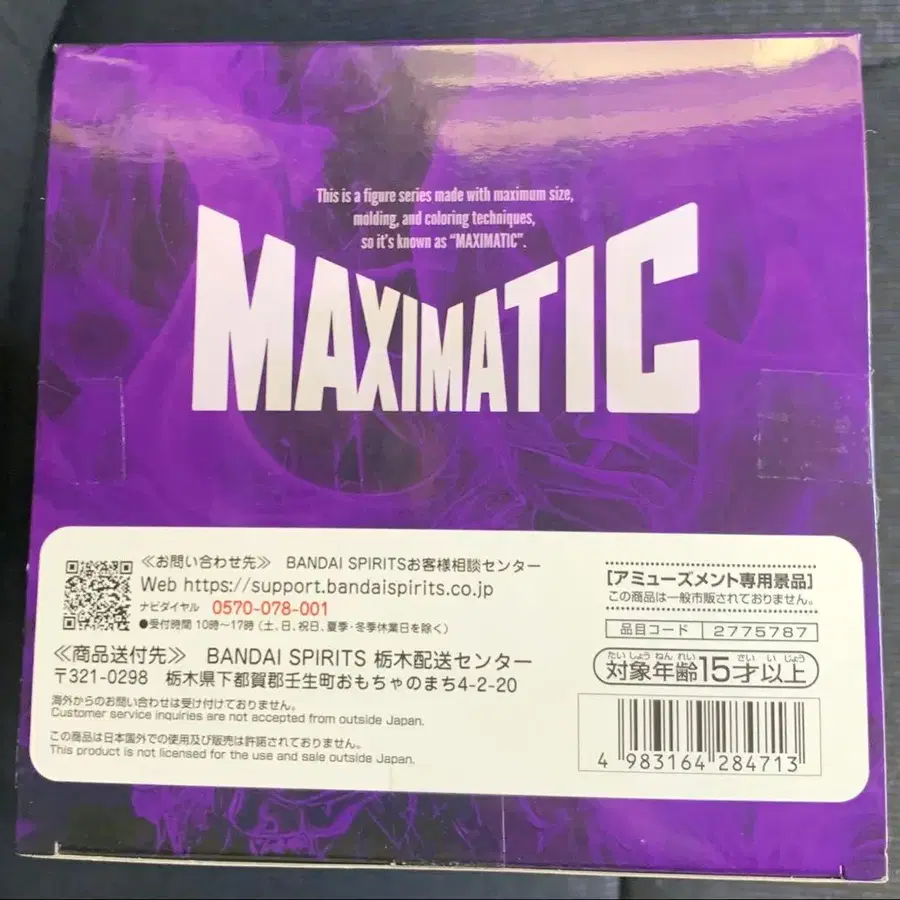 This is a figure series made with maximum size,
molding, and coloring techniques,
so it's known as "MAXIMATIC".
MAXIMATIC
≪お問い合わせ先≫ BANDAI SPIRITSお客様相談センター
Web https://support.bandaispirits.co.jp
ナビダイヤル 0570-078-001
●受付時間 10時〜17時(土、日、祝日、夏季・冬季休業日を除く)
≪商品送付先≫ BANDAI SPIRITS 栃木配送センター
〒321-0298 栃木県下都賀郡壬生町おもちゃのまち4-2-20
海外からのお問い合わせは受け付けておりません。
Customer service inquiries are not accepted from outside Japan.
この商品は日本国外での使用及び販売は許諾されておりません。
This product is not licensed for the use and sale outside Japan.
[アミューズメント専用景品]
この商品は一般市販されておりません。
品目コード 2775787
たいしょうねんれい さいいじょう
対象年齢15才以上
4 983164 284713